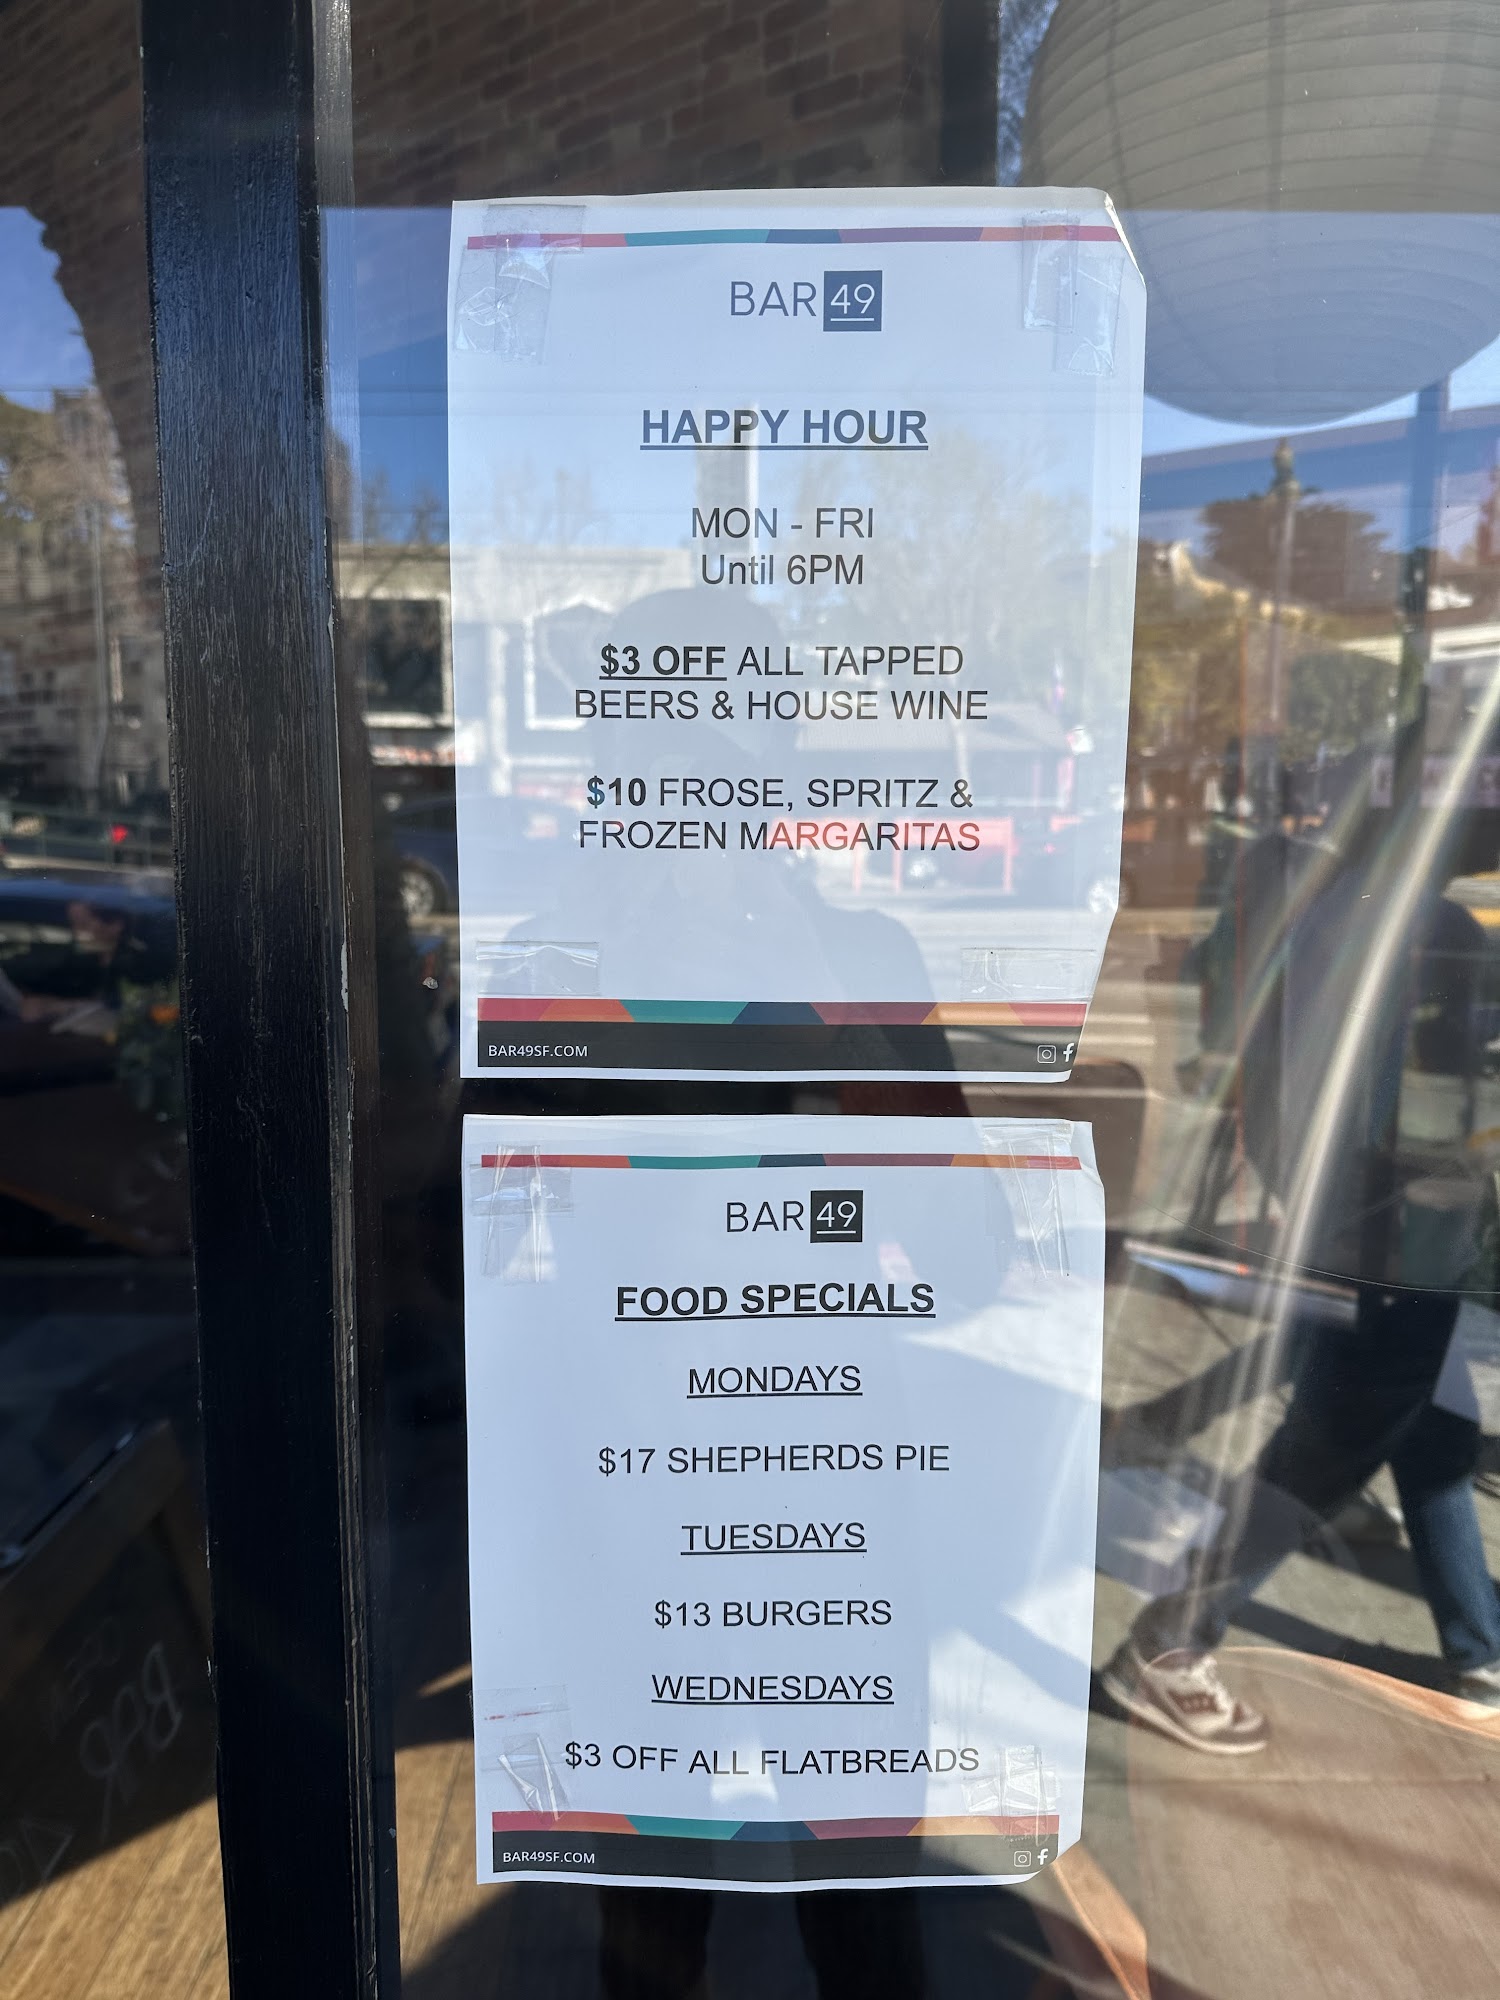 BAR 49
HAPPY HOUR
MON - FRI
Until 6PM
$3 OFF ALL TAPPED
BEERS & HOUSE WINE
$10 FROSE, SPRITZ &
FROZEN MARGARITAS
BAR49SF.COM
BAR 49
FOOD SPECIALS
MONDAYS
$17 SHEPHERDS PIE
TUESDAYS
$13 BURGERS
WEDNESDAYS
$3 OFF ALL FLATBREADS
BAR49SF.COM